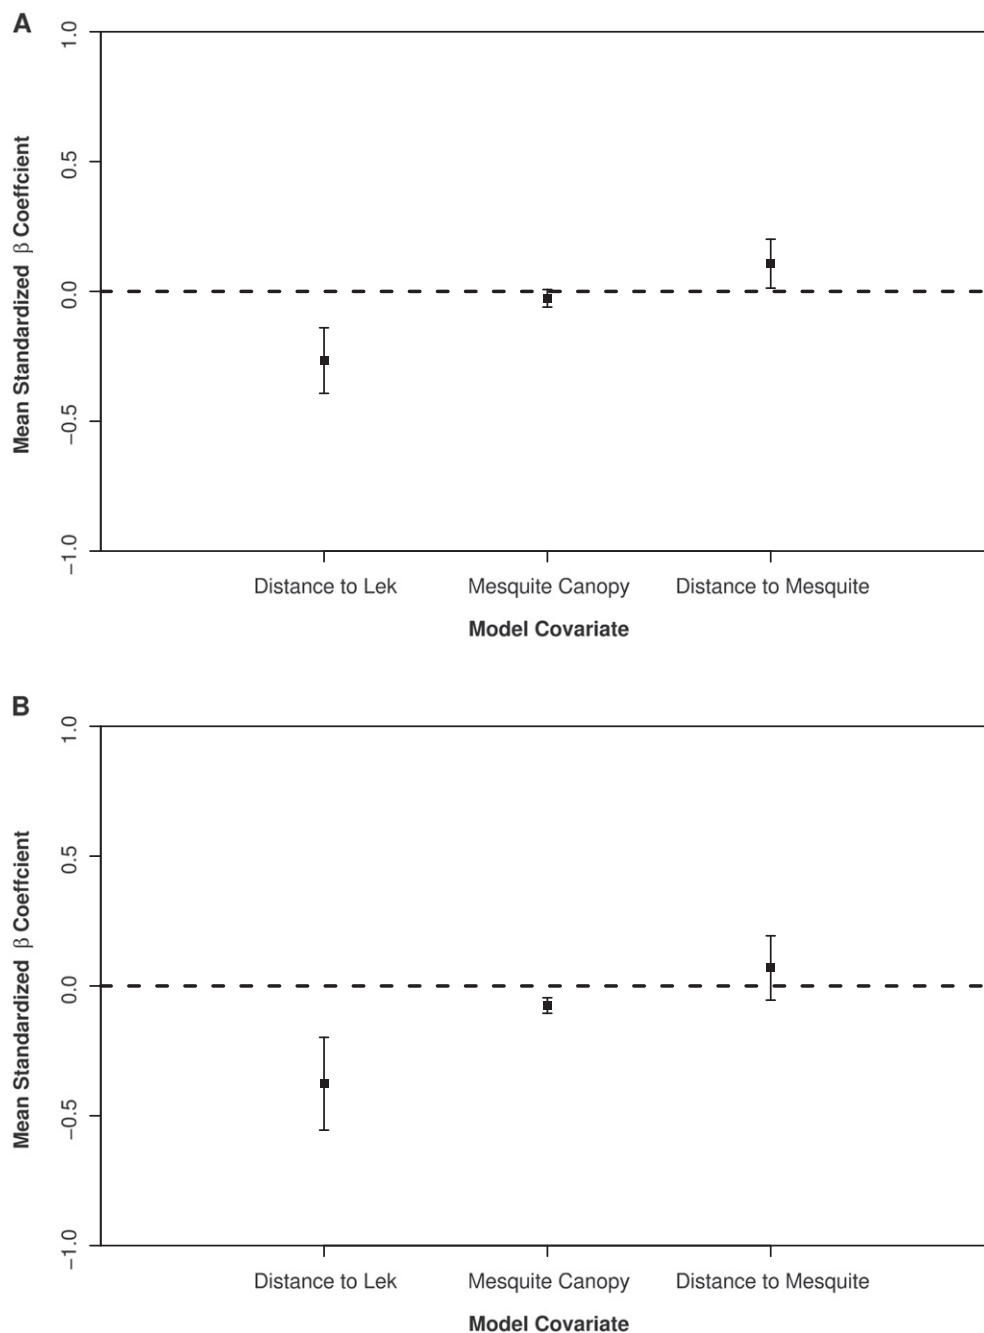 A
1.0
0.5
0.0
−0.5
−1.0
Mean Standardized β Coeffcient
Distance to Lek Mesquite Canopy Distance to Mesquite
Model Covariate
B
1.0
0.5
0.0
−0.5
−1.0
Mean Standardized β Coeffcient
Distance to Lek Mesquite Canopy Distance to Mesquite
Model Covariate